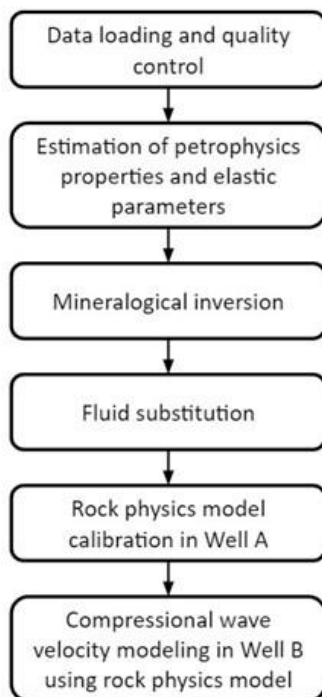 Data loading and quality
control
Estimation of petrophysics
properties and elastic
parameters
Mineralogical inversion
Fluid substitution
Rock physics model
calibration in Well A
Compressional wave
velocity modeling in Well B
using rock physics model